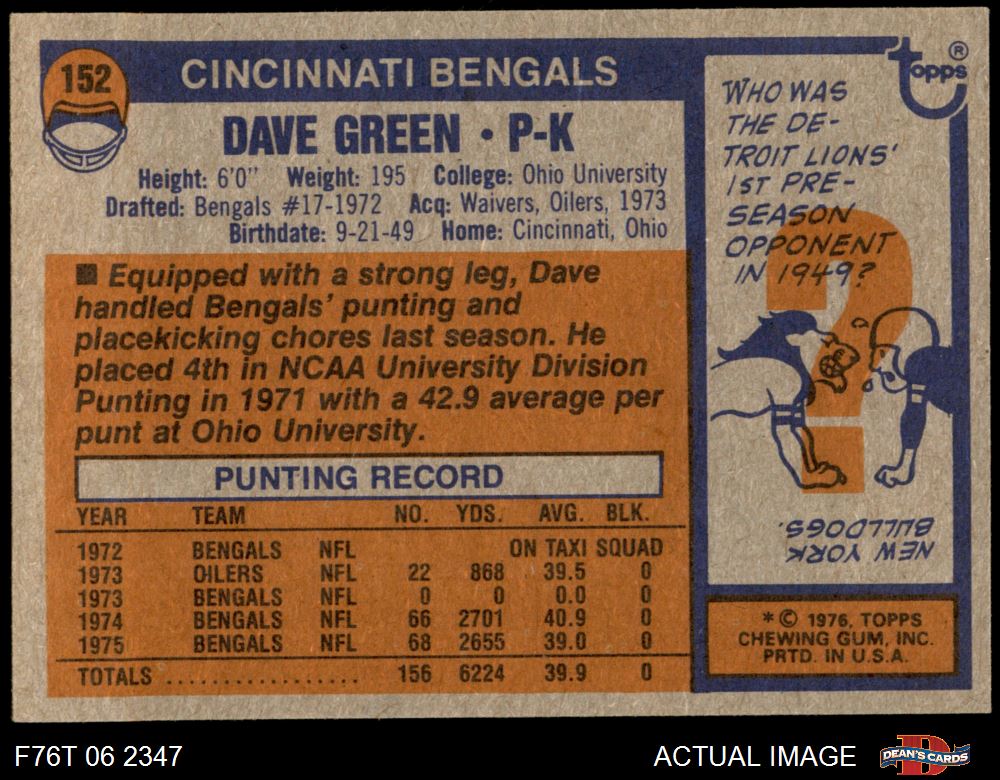 152
CINCINNATI BENGALS
DAVE GREEN • P-K
Height: 6'0" Weight: 195 College: Ohio University
Drafted: Bengals #17-1972 Acq: Waivers, Oilers, 1973
Birthdate: 9-21-49 Home: Cincinnati, Ohio
■ Equipped with a strong leg, Dave
handled Bengals' punting and
placekicking chores last season. He
placed 4th in NCAA University Division
Punting in 1971 with a 42.9 average per
punt at Ohio University.
PUNTING RECORD
YEAR TEAM NO. YDS. AVG. BLK.
1972 BENGALS NFL ON TAXI SQUAD
1973 OILERS NFL 22 868 39.5 0
1973 BENGALS NFL 0 0 0.0 0
1974 BENGALS NFL 66 2701 40.9 0
1975 BENGALS NFL 68 2655 39.0 0
TOTALS ................. 156 6224 39.9 0
topps ®
WHO WAS
THE DE-
TROIT LIONS'
1ST PRE-
SEASON
OPPONENT
IN 1949?
?
NEW YORK
BULLDOGS.
* © 1976, TOPPS
CHEWING GUM, INC.
PRTD. IN U.S.A.
F76T 06 2347
ACTUAL IMAGE
D
DEAN'S CARDS